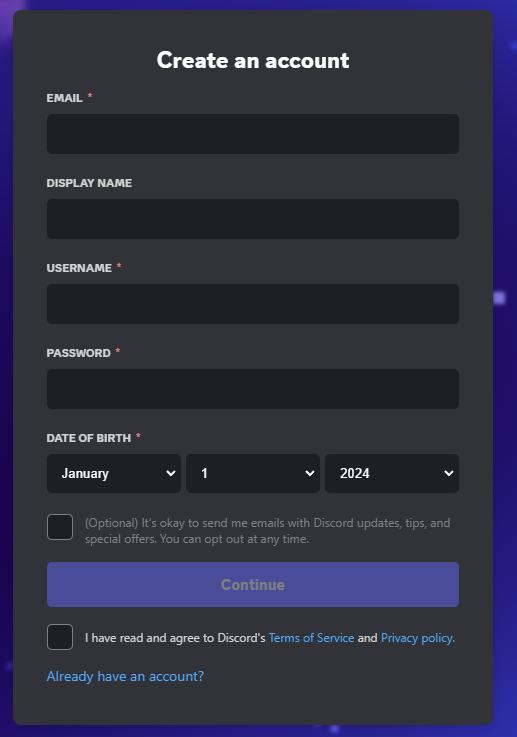 Create an account
EMAIL *
DISPLAY NAME
USERNAME *
PASSWORD *
DATE OF BIRTH *
January 1 2024
(Optional) It's okay to send me emails with Discord updates, tips, and
special offers. You can opt out at any time.
Continue
I have read and agree to Discord's Terms of Service and Privacy policy.
Already have an account?